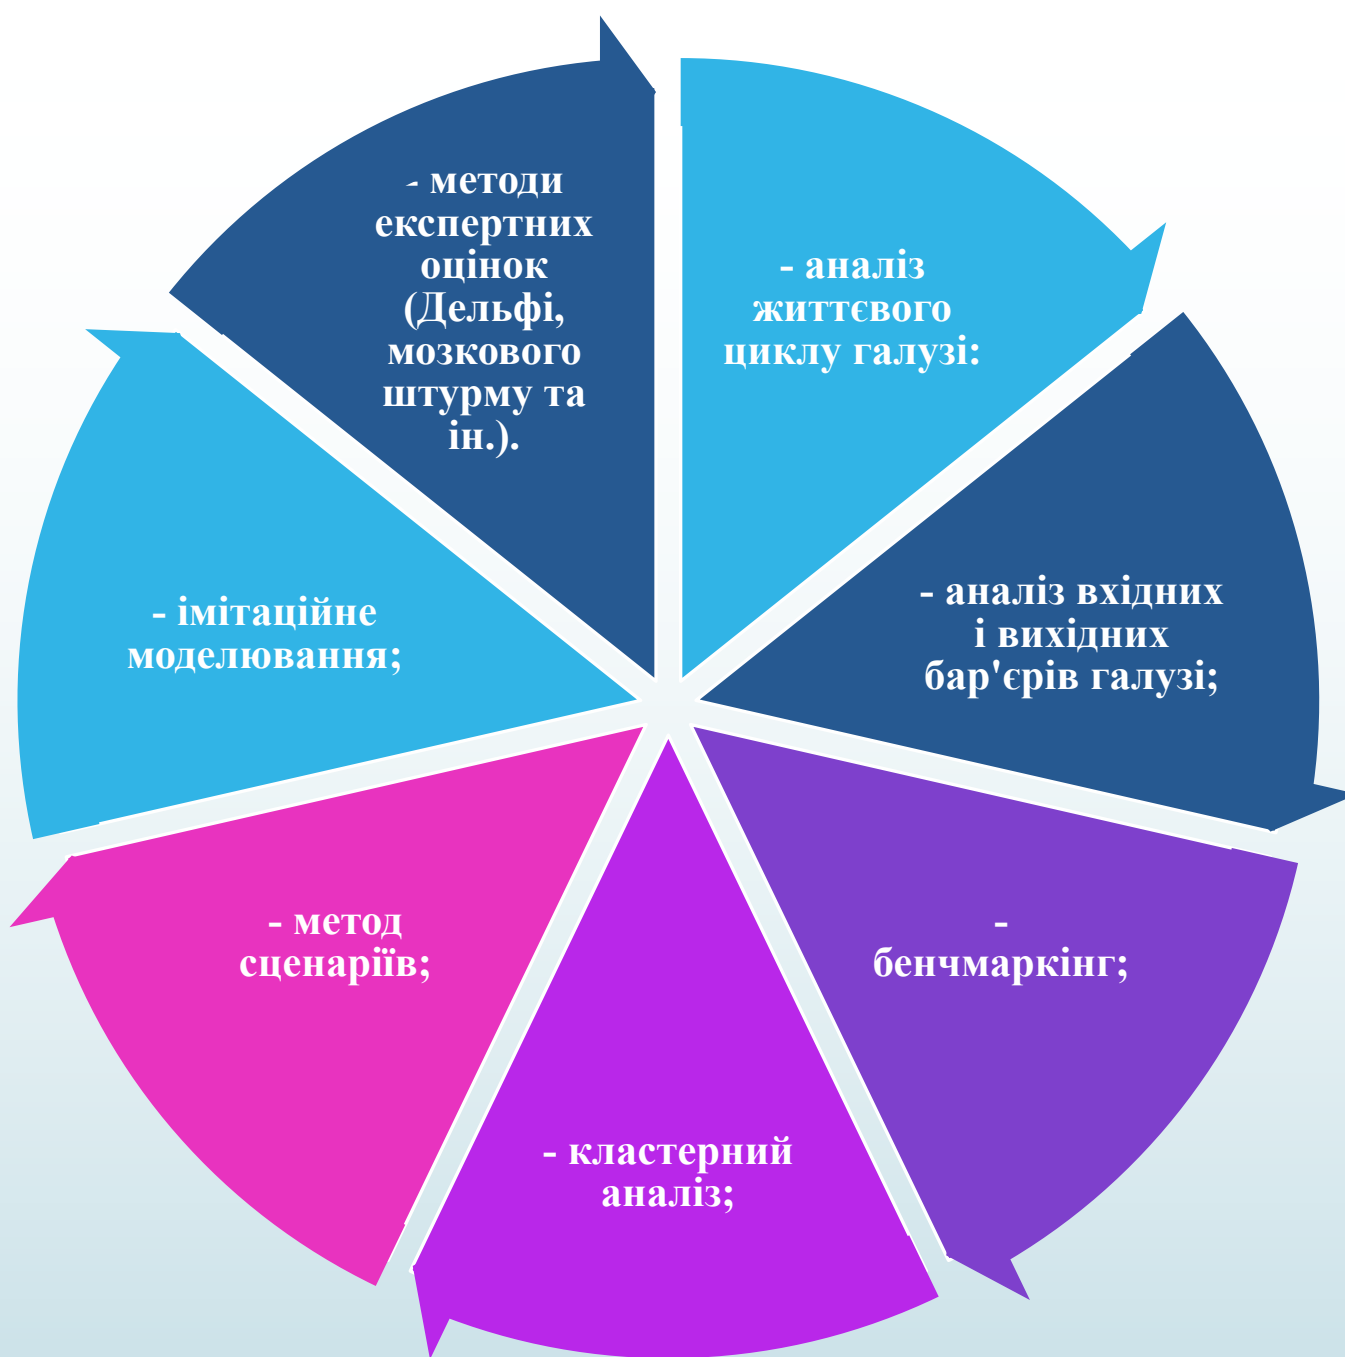 - аналіз
життєвого
циклу галузі:
- аналіз вхідних
і вихідних
бар'єрів галузі;
-
бенчмаркінг;
- кластерний
аналіз;
- метод
сценаріїв;
- імітаційне
моделювання;
- методи
експертних
оцінок
(Дельфі,
мозкового
штурму та
ін.).